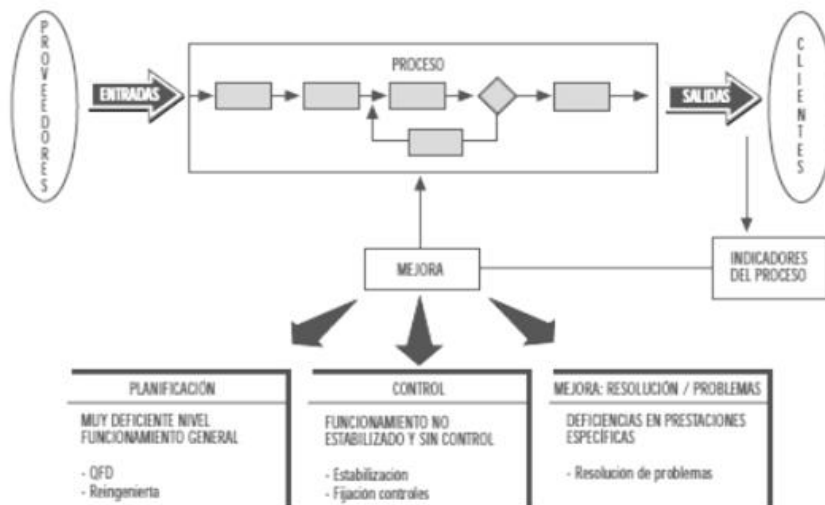 PROVEEDORES
ENTRADAS
PROCESO
SALIDAS
CLIENTES
MEJORA
INDICADORES
DEL PROCESO
PLANIFICACIÓN
MUY DEFICIENTE NIVEL
FUNCIONAMIENTO GENERAL
- QFD
- Reingenierta
CONTROL
FUNCIONAMIENTO NO
ESTABILIZADO Y SIN CONTROL
- Estabilización
- Fijación controles
MEJORA: RESOLUCIÓN / PROBLEMAS
DEFICIENCIAS EN PRESTACIONES
ESPECÍFICAS
- Resolución de problemas